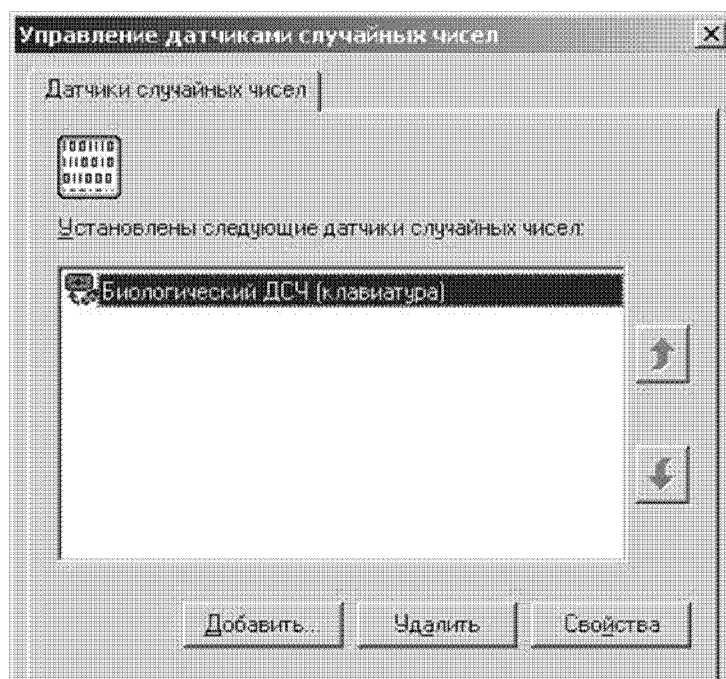 Управление датчиками случайных чисел
Датчики случайных чисел
Установлены следующие датчики случайных чисел:
Биологический ДСЧ (клавиатура)
Добавить...
Удалить
Свойства